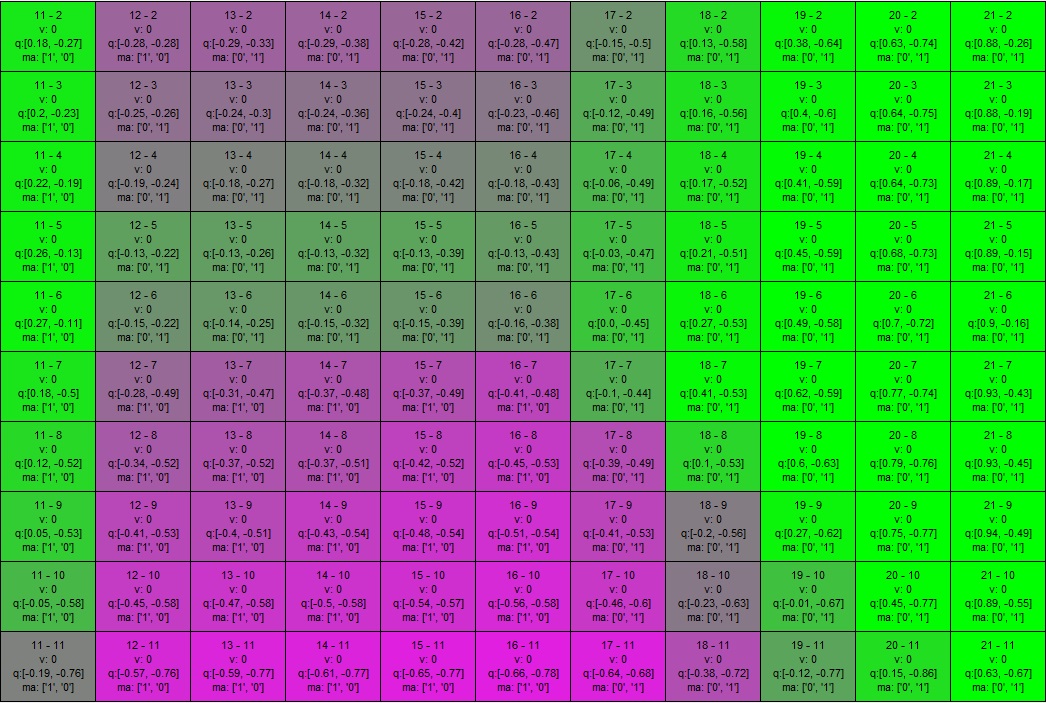 11 - 2 12 - 2 13 - 2 14 - 2 15 - 2 16 - 2 17 - 2 18 - 2 19 - 2 20 - 2 21 - 2
v: 0 v: 0 v: 0 v: 0 v: 0 v: 0 v: 0 v: 0 v: 0 v: 0 v: 0
q:[0.18, -0.27] q:[-0.28, -0.28] q:[-0.29, -0.33] q:[-0.29, -0.38] q:[-0.28, -0.42] q:[-0.28, -0.47] q:[-0.15, -0.5] q:[0.13, -0.58] q:[0.38, -0.64] q:[0.63, -0.74] q:[0.88, -0.26]
ma: ['1', '0'] ma: ['1', '0'] ma: ['0', '1'] ma: ['0', '1'] ma: ['0', '1'] ma: ['0', '1'] ma: ['0', '1'] ma: ['0', '1'] ma: ['0', '1'] ma: ['0', '1'] ma: ['0', '1']
11 - 3 12 - 3 13 - 3 14 - 3 15 - 3 16 - 3 17 - 3 18 - 3 19 - 3 20 - 3 21 - 3
v: 0 v: 0 v: 0 v: 0 v: 0 v: 0 v: 0 v: 0 v: 0 v: 0 v: 0
q:[0.2, -0.23] q:[-0.25, -0.26] q:[-0.24, -0.3] q:[-0.24, -0.36] q:[-0.24, -0.4] q:[-0.23, -0.46] q:[-0.12, -0.49] q:[0.16, -0.56] q:[0.4, -0.6] q:[0.64, -0.75] q:[0.88, -0.19]
ma: ['1', '0'] ma: ['0', '1'] ma: ['0', '1'] ma: ['0', '1'] ma: ['0', '1'] ma: ['0', '1'] ma: ['0', '1'] ma: ['0', '1'] ma: ['0', '1'] ma: ['0', '1'] ma: ['0', '1']
11 - 4 12 - 4 13 - 4 14 - 4 15 - 4 16 - 4 17 - 4 18 - 4 19 - 4 20 - 4 21 - 4
v: 0 v: 0 v: 0 v: 0 v: 0 v: 0 v: 0 v: 0 v: 0 v: 0 v: 0
q:[0.22, -0.19] q:[-0.19, -0.24] q:[-0.18, -0.27] q:[-0.18, -0.32] q:[-0.18, -0.42] q:[-0.18, -0.43] q:[-0.06, -0.49] q:[0.17, -0.52] q:[0.41, -0.59] q:[0.64, -0.73] q:[0.89, -0.17]
ma: ['1', '0'] ma: ['0', '1'] ma: ['0', '1'] ma: ['0', '1'] ma: ['0', '1'] ma: ['0', '1'] ma: ['0', '1'] ma: ['0', '1'] ma: ['0', '1'] ma: ['0', '1'] ma: ['0', '1']
11 - 5 12 - 5 13 - 5 14 - 5 15 - 5 16 - 5 17 - 5 18 - 5 19 - 5 20 - 5 21 - 5
v: 0 v: 0 v: 0 v: 0 v: 0 v: 0 v: 0 v: 0 v: 0 v: 0 v: 0
q:[0.26, -0.13] q:[-0.13, -0.22] q:[-0.13, -0.26] q:[-0.13, -0.32] q:[-0.13, -0.39] q:[-0.13, -0.43] q:[-0.03, -0.47] q:[0.21, -0.51] q:[0.45, -0.59] q:[0.68, -0.73] q:[0.89, -0.15]
ma: ['1', '0'] ma: ['0', '1'] ma: ['0', '1'] ma: ['0', '1'] ma: ['0', '1'] ma: ['0', '1'] ma: ['0', '1'] ma: ['0', '1'] ma: ['0', '1'] ma: ['0', '1'] ma: ['0', '1']
11 - 6 12 - 6 13 - 6 14 - 6 15 - 6 16 - 6 17 - 6 18 - 6 19 - 6 20 - 6 21 - 6
v: 0 v: 0 v: 0 v: 0 v: 0 v: 0 v: 0 v: 0 v: 0 v: 0 v: 0
q:[0.27, -0.11] q:[-0.15, -0.22] q:[-0.14, -0.25] q:[-0.15, -0.32] q:[-0.15, -0.39] q:[-0.16, -0.38] q:[0.0, -0.45] q:[0.27, -0.53] q:[0.49, -0.58] q:[0.7, -0.72] q:[0.9, -0.16]
ma: ['1', '0'] ma: ['0', '1'] ma: ['0', '1'] ma: ['0', '1'] ma: ['0', '1'] ma: ['0', '1'] ma: ['0', '1'] ma: ['0', '1'] ma: ['0', '1'] ma: ['0', '1'] ma: ['0', '1']
11 - 7 12 - 7 13 - 7 14 - 7 15 - 7 16 - 7 17 - 7 18 - 7 19 - 7 20 - 7 21 - 7
v: 0 v: 0 v: 0 v: 0 v: 0 v: 0 v: 0 v: 0 v: 0 v: 0 v: 0
q:[0.18, -0.5] q:[-0.28, -0.49] q:[-0.31, -0.47] q:[-0.37, -0.48] q:[-0.37, -0.49] q:[-0.41, -0.48] q:[-0.1, -0.44] q:[0.41, -0.53] q:[0.62, -0.59] q:[0.77, -0.74] q:[0.93, -0.43]
ma: ['1', '0'] ma: ['1', '0'] ma: ['1', '0'] ma: ['1', '0'] ma: ['1', '0'] ma: ['1', '0'] ma: ['0', '1'] ma: ['0', '1'] ma: ['0', '1'] ma: ['0', '1'] ma: ['0', '1']
11 - 8 12 - 8 13 - 8 14 - 8 15 - 8 16 - 8 17 - 8 18 - 8 19 - 8 20 - 8 21 - 8
v: 0 v: 0 v: 0 v: 0 v: 0 v: 0 v: 0 v: 0 v: 0 v: 0 v: 0
q:[0.12, -0.52] q:[-0.34, -0.52] q:[-0.37, -0.52] q:[-0.37, -0.51] q:[-0.42, -0.52] q:[-0.45, -0.53] q:[-0.39, -0.49] q:[0.1, -0.53] q:[0.6, -0.63] q:[0.79, -0.76] q:[0.93, -0.45]
ma: ['1', '0'] ma: ['1', '0'] ma: ['1', '0'] ma: ['1', '0'] ma: ['1', '0'] ma: ['1', '0'] ma: ['0', '1'] ma: ['0', '1'] ma: ['0', '1'] ma: ['0', '1'] ma: ['0', '1']
11 - 9 12 - 9 13 - 9 14 - 9 15 - 9 16 - 9 17 - 9 18 - 9 19 - 9 20 - 9 21 - 9
v: 0 v: 0 v: 0 v: 0 v: 0 v: 0 v: 0 v: 0 v: 0 v: 0 v: 0
q:[0.05, -0.53] q:[-0.41, -0.53] q:[-0.4, -0.51] q:[-0.43, -0.54] q:[-0.48, -0.54] q:[-0.51, -0.54] q:[-0.41, -0.53] q:[-0.2, -0.56] q:[0.27, -0.62] q:[0.75, -0.77] q:[0.94, -0.49]
ma: ['1', '0'] ma: ['1', '0'] ma: ['1', '0'] ma: ['1', '0'] ma: ['1', '0'] ma: ['1', '0'] ma: ['0', '1'] ma: ['0', '1'] ma: ['0', '1'] ma: ['0', '1'] ma: ['0', '1']
11 - 10 12 - 10 13 - 10 14 - 10 15 - 10 16 - 10 17 - 10 18 - 10 19 - 10 20 - 10 21 - 10
v: 0 v: 0 v: 0 v: 0 v: 0 v: 0 v: 0 v: 0 v: 0 v: 0 v: 0
q:[-0.05, -0.58] q:[-0.45, -0.58] q:[-0.47, -0.58] q:[-0.5, -0.58] q:[-0.54, -0.57] q:[-0.56, -0.58] q:[-0.46, -0.6] q:[-0.23, -0.63] q:[-0.01, -0.67] q:[0.45, -0.77] q:[0.89, -0.55]
ma: ['1', '0'] ma: ['1', '0'] ma: ['1', '0'] ma: ['1', '0'] ma: ['1', '0'] ma: ['1', '0'] ma: ['0', '1'] ma: ['0', '1'] ma: ['0', '1'] ma: ['0', '1'] ma: ['0', '1']
11 - 11 12 - 11 13 - 11 14 - 11 15 - 11 16 - 11 17 - 11 18 - 11 19 - 11 20 - 11 21 - 11
v: 0 v: 0 v: 0 v: 0 v: 0 v: 0 v: 0 v: 0 v: 0 v: 0 v: 0
q:[-0.19, -0.76] q:[-0.57, -0.76] q:[-0.59, -0.77] q:[-0.61, -0.77] q:[-0.65, -0.77] q:[-0.66, -0.78] q:[-0.64, -0.68] q:[-0.38, -0.72] q:[-0.12, -0.77] q:[0.15, -0.86] q:[0.63, -0.67]
ma: ['1', '0'] ma: ['1', '0'] ma: ['1', '0'] ma: ['1', '0'] ma: ['1', '0'] ma: ['1', '0'] ma: ['0', '1'] ma: ['0', '1'] ma: ['0', '1'] ma: ['0', '1'] ma: ['0', '1']